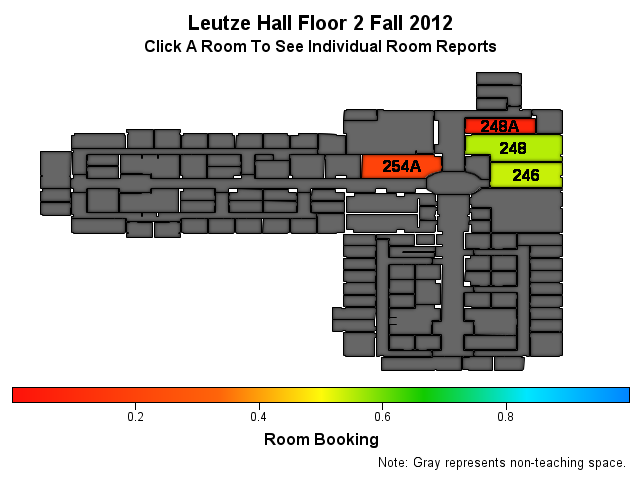 Leutze Hall Floor 2 Fall 2012
Click A Room To See Individual Room Reports
248A
248
254A
246
0.2 0.4 0.6 0.8
Room Booking
Note: Gray represents non-teaching space.